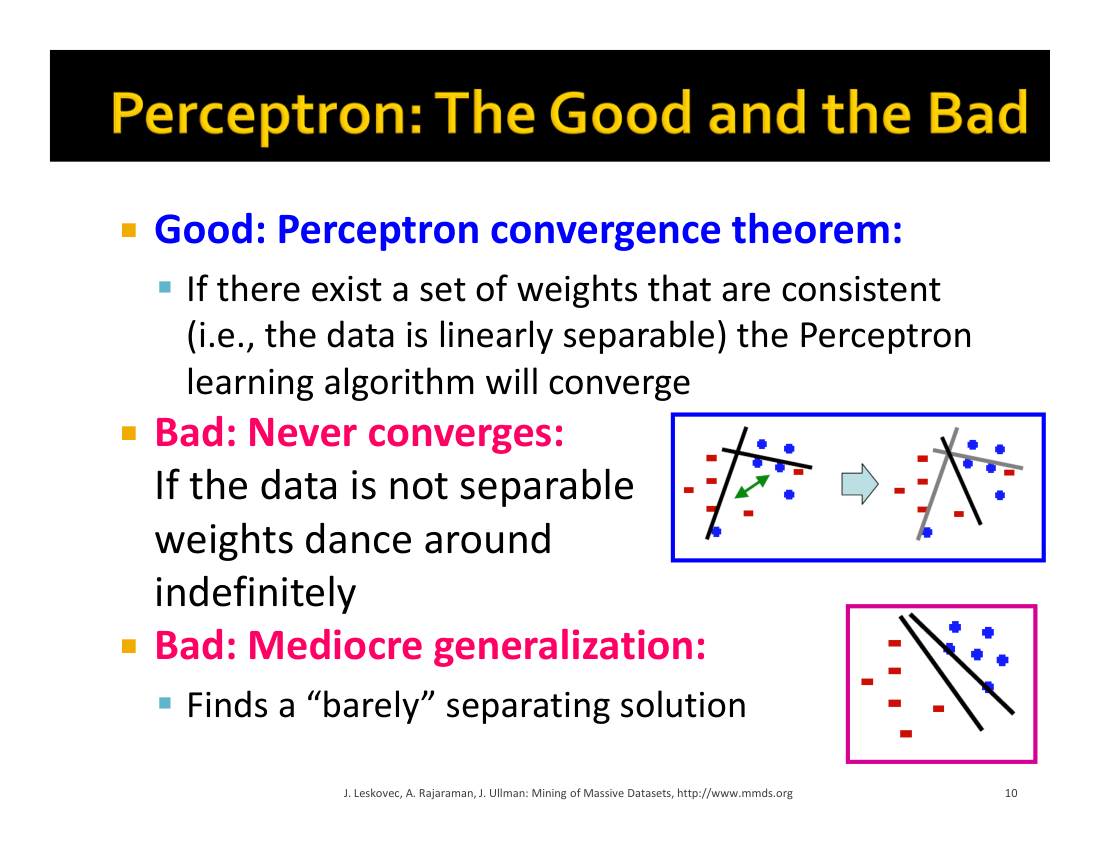 Perceptron: The Good and the Bad
Good: Perceptron convergence theorem:
If there exist a set of weights that are consistent
(i.e., the data is linearly separable) the Perceptron
learning algorithm will converge
Bad: Never converges:
If the data is not separable
weights dance around
indefinitely
Bad: Mediocre generalization:
Finds a “barely” separating solution
J. Leskovec, A. Rajaraman, J. Ullman: Mining of Massive Datasets, http://www.mmds.org
10